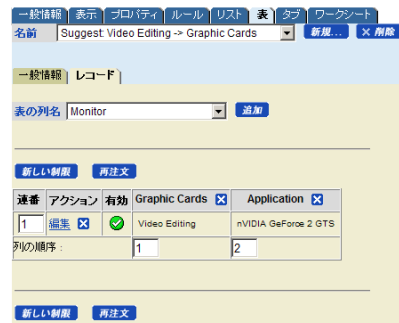 一般情報 表示 プロパティ ルール リスト 表 タブ ワークシート
名前 Suggest: Video Editing -> Graphic Cards 新規... × 削除
一般情報 レコード
表の列名 Monitor 追加
新しい制限 再注文
連番 アクション 有効 Graphic Cards Application
1 編集 Video Editing nVIDIA GeForce 2 GTS
列の順序 : 1 2
新しい制限 再注文